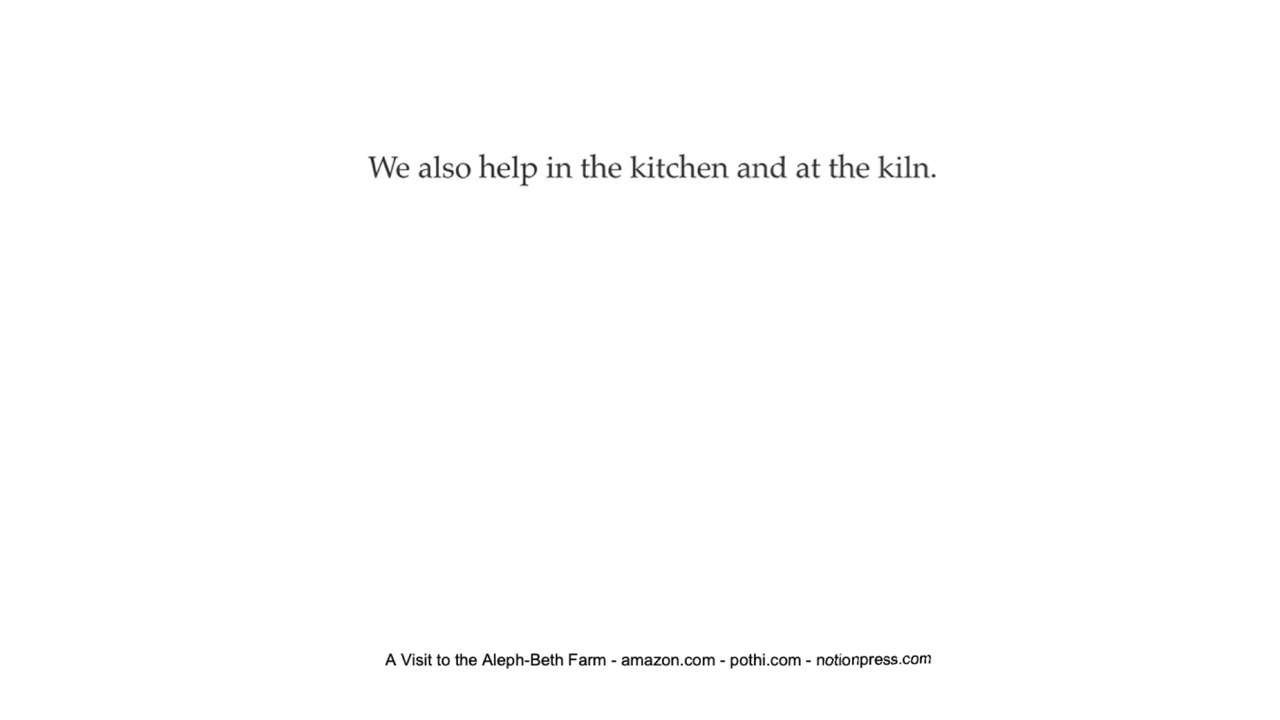 We also help in the kitchen and at the kiln.
A Visit to the Aleph-Beth Farm - amazon.com - pothi.com - notionpress.com